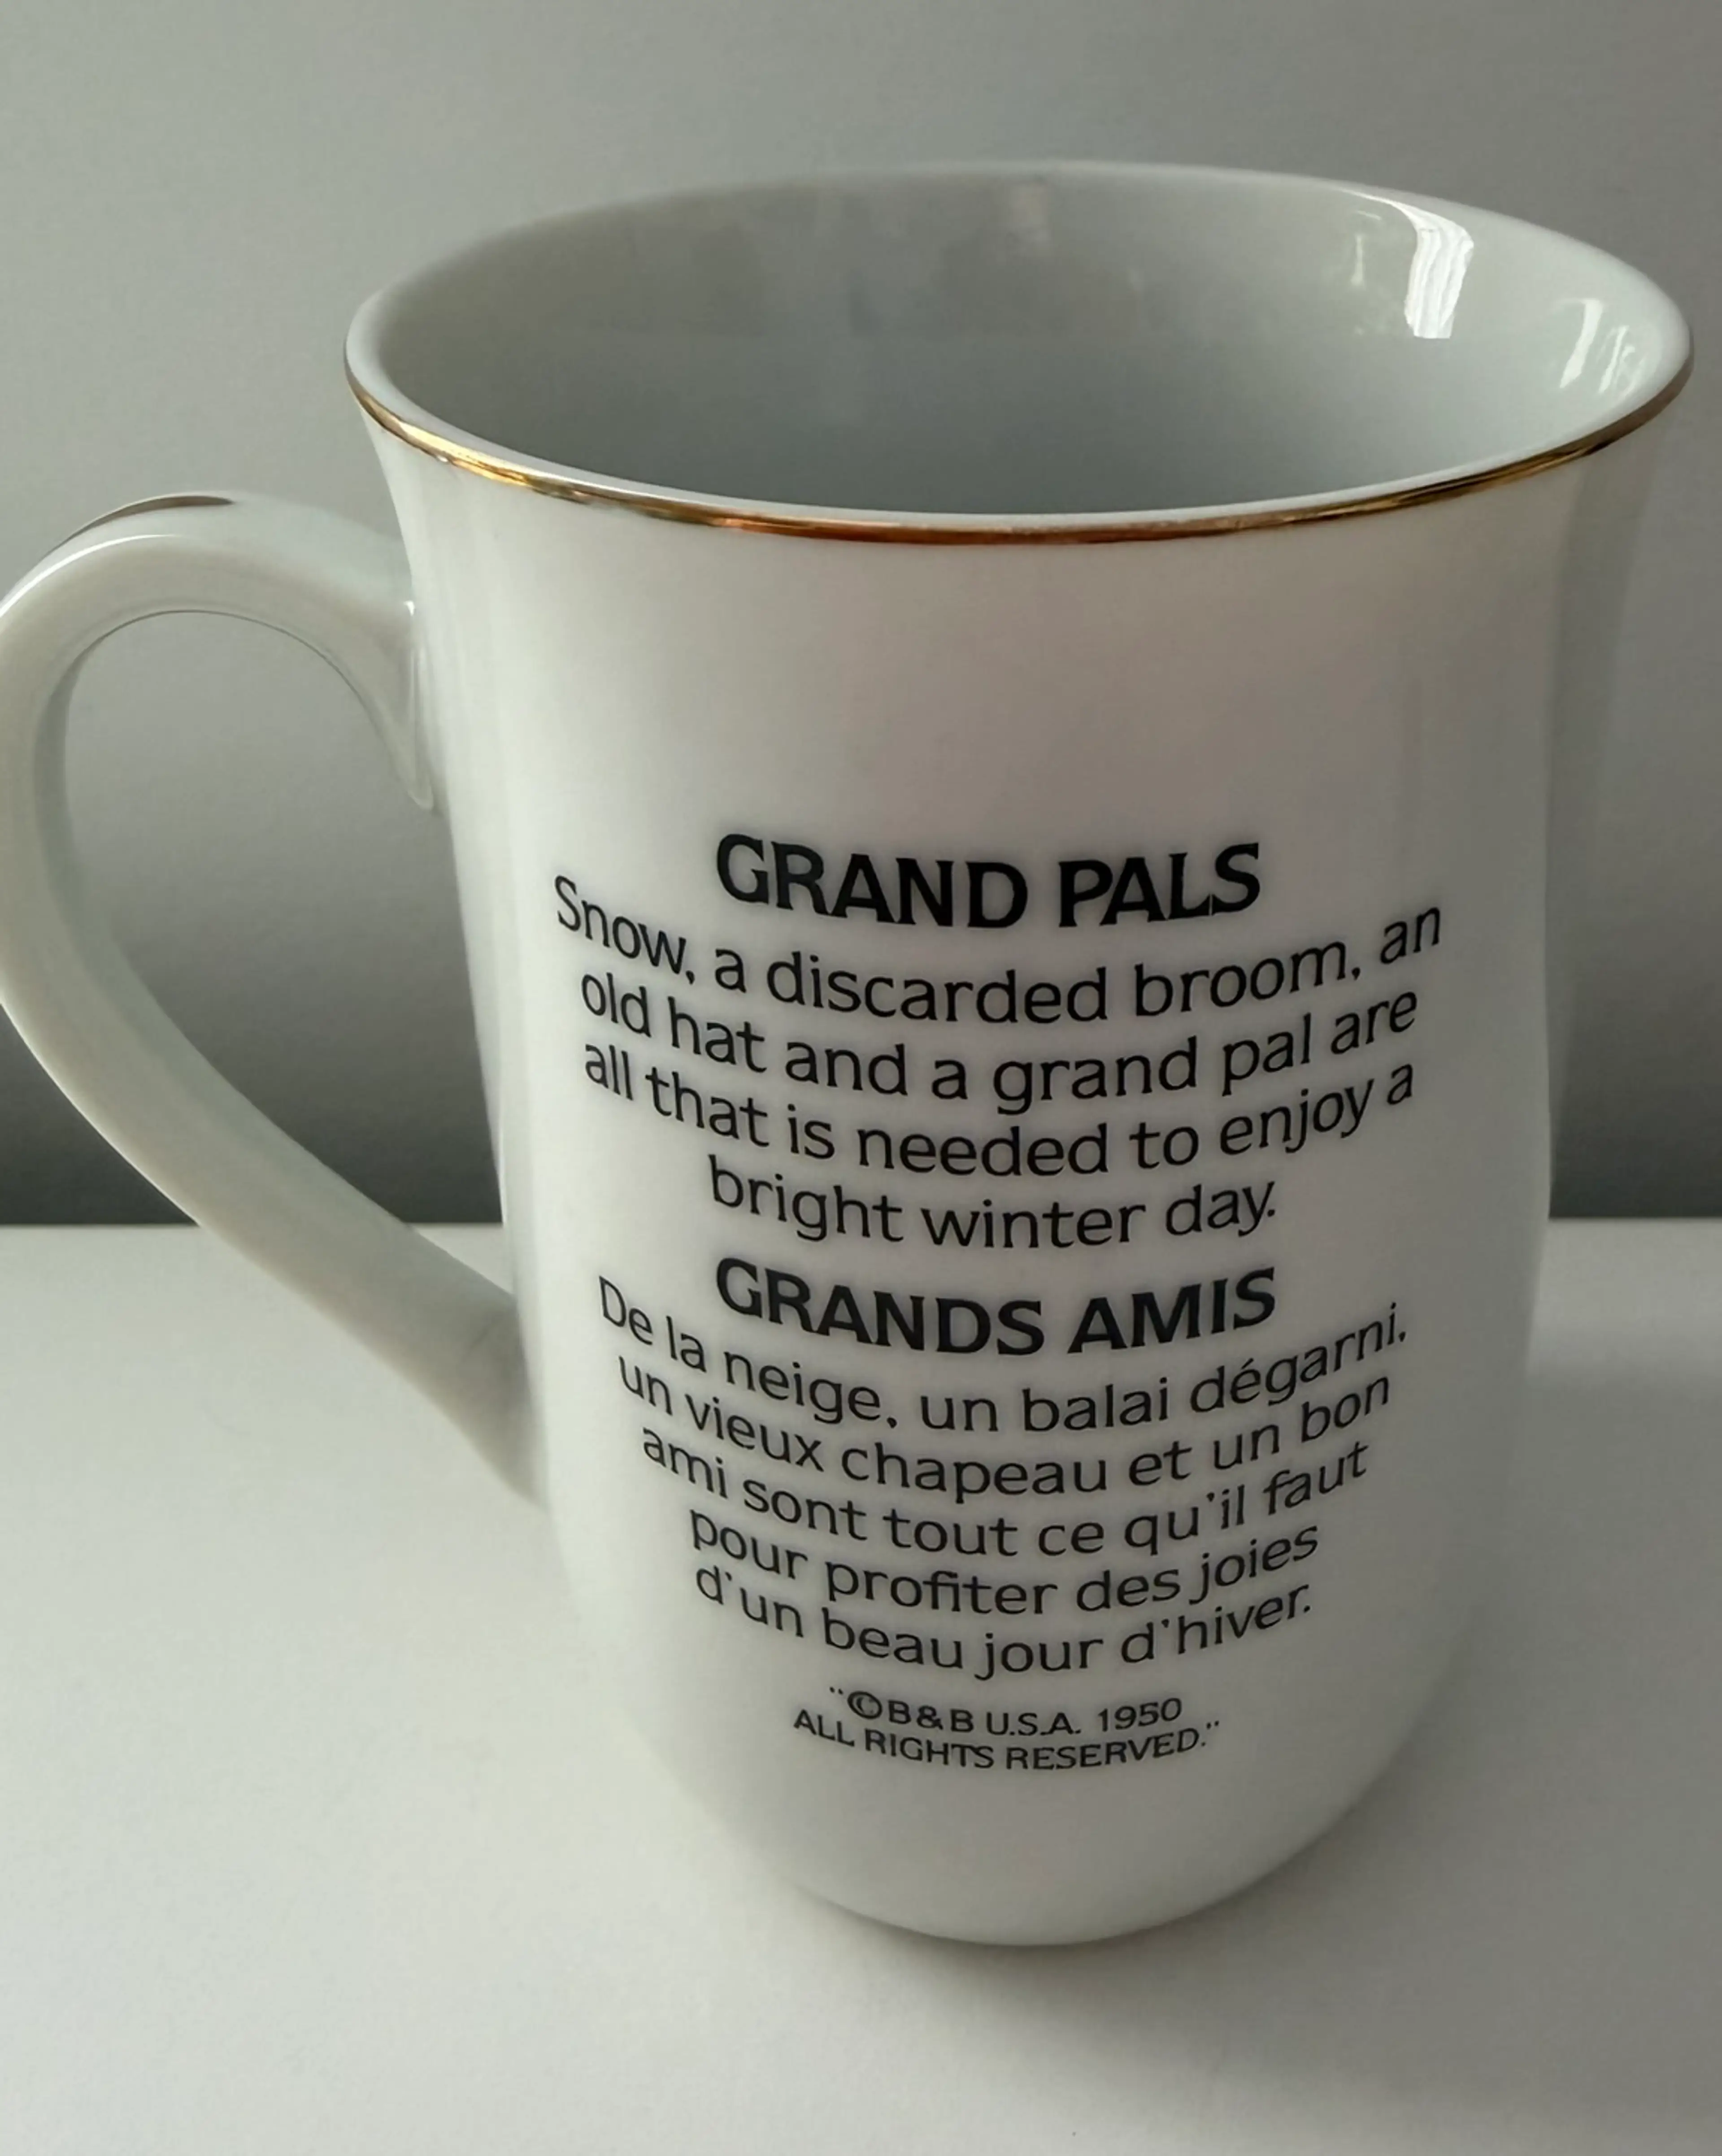 GRAND PALS
Snow, a discarded broom, an
old hat and a grand pal are
all that is needed to enjoy a
bright winter day.
GRANDS AMIS
De la neige, un balai dégarni,
un vieux chapeau et un bon
ami sont tout ce qu'il faut
pour profiter des joies
d'un beau jour d'hiver.
"©B&B U.S.A. 1950
ALL RIGHTS RESERVED."